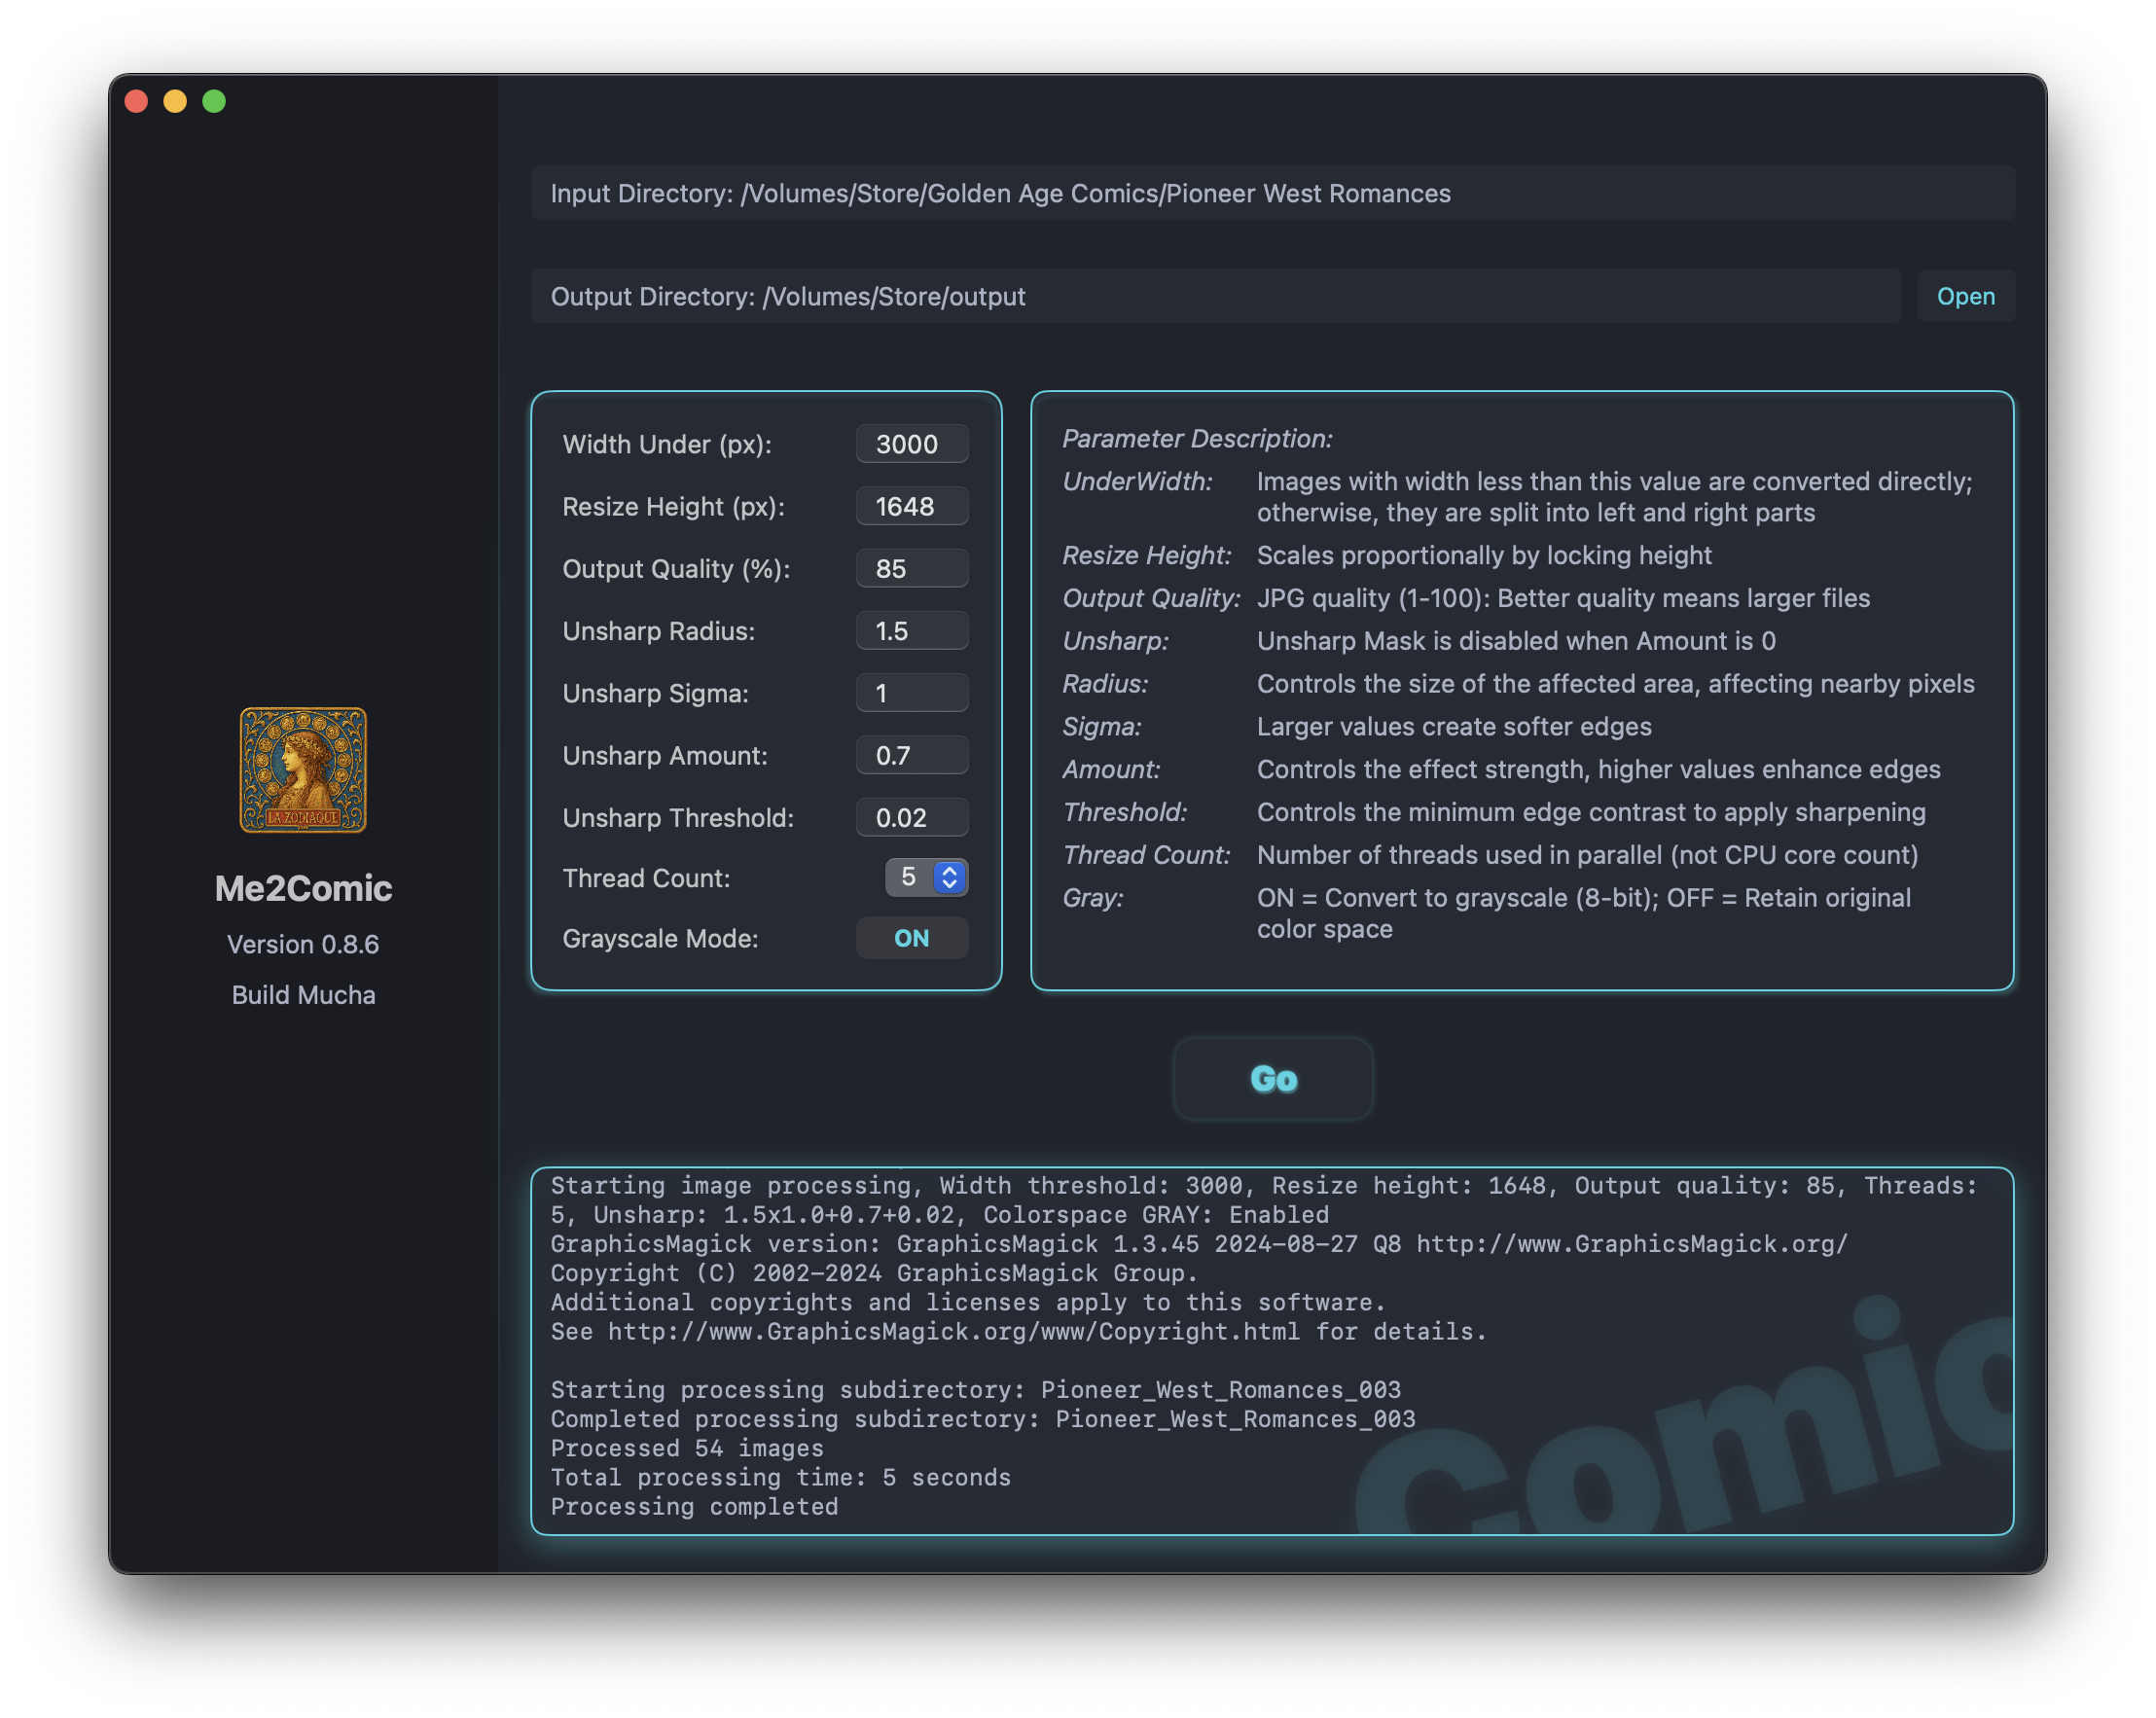 Input Directory: /Volumes/Store/Golden Age Comics/Pioneer West Romances
Output Directory: /Volumes/Store/output
Open
Width Under (px): 3000
Resize Height (px): 1648
Output Quality (%): 85
Unsharp Radius: 1.5
Unsharp Sigma: 1
Unsharp Amount: 0.7
Unsharp Threshold: 0.02
Thread Count: 5
Grayscale Mode: ON
Parameter Description:
UnderWidth: Images with width less than this value are converted directly;
otherwise, they are split into left and right parts
Resize Height: Scales proportionally by locking height
Output Quality: JPG quality (1-100): Better quality means larger files
Unsharp: Unsharp Mask is disabled when Amount is 0
Radius: Controls the size of the affected area, affecting nearby pixels
Sigma: Larger values create softer edges
Amount: Controls the effect strength, higher values enhance edges
Threshold: Controls the minimum edge contrast to apply sharpening
Thread Count: Number of threads used in parallel (not CPU core count)
Gray: ON = Convert to grayscale (8-bit); OFF = Retain original
color space
LA ZODIAQUE
Me2Comic
Version 0.8.6
Build Mucha
Go
Starting image processing, Width threshold: 3000, Resize height: 1648, Output quality: 85, Threads:
5, Unsharp: 1.5x1.0+0.7+0.02, Colorspace GRAY: Enabled
GraphicsMagick version: GraphicsMagick 1.3.45 2024-08-27 Q8 http://www.GraphicsMagick.org/
Copyright (C) 2002-2024 GraphicsMagick Group.
Additional copyrights and licenses apply to this software.
See http://www.GraphicsMagick.org/www/Copyright.html for details.
Starting processing subdirectory: Pioneer_West_Romances_003
Completed processing subdirectory: Pioneer_West_Romances_003
Processed 54 images
Total processing time: 5 seconds
Processing completed
Comic